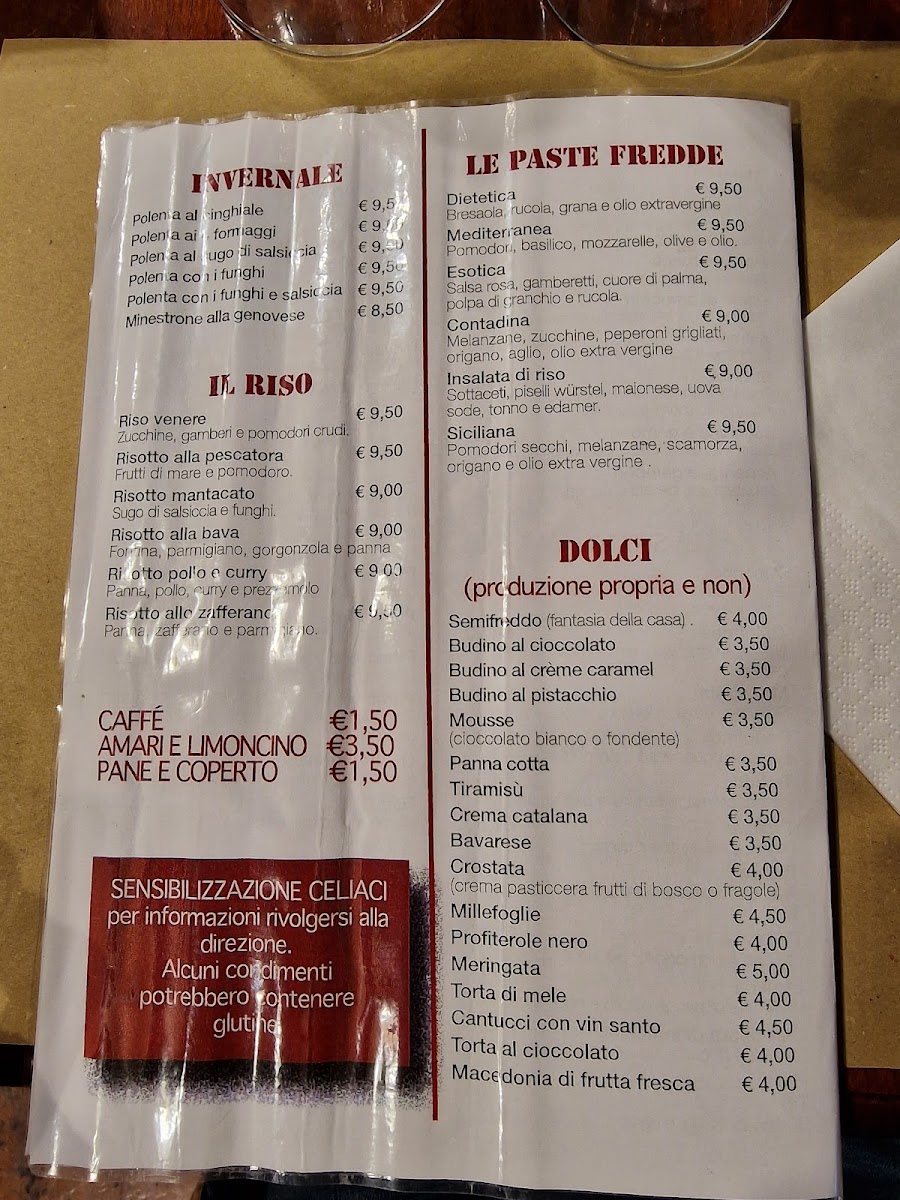 INVERNALE
Polenta al cinghiale € 9,50
Polenta ai 4 formaggi
Polenta al sugo di salsiccia € 9,50
Polenta con i funghi € 9,50
Polenta con i funghi e salsiccia € 9,50
Minestrone alla genovese € 8,50
IL RISO
Riso venere € 9,50
Zucchine, gamberi e pomodori crudi.
Risotto alla pescatora € 9,50
Frutti di mare e pomodoro.
Risotto mantacato € 9,00
Sugo di salsiccia e funghi.
Risotto alla bava € 9,00
Fontina, parmigiano, gorgonzola e panna
Risotto pollo e curry € 9,00
Panna, pollo, curry e prezzemolo
Risotto allo zafferano
Panna, zafferano e parmigiano.
CAFFÉ €1,50
AMARI E LIMONCINO €3,50
PANE E COPERTO €1,50
SENSIBILIZZAZIONE CELIACI
per informazioni rivolgersi alla
direzione.
Alcuni condimenti
potrebbero contenere
glutine.
LE PASTE FREDDE
Dietetica € 9,50
Bresaola, rucola, grana e olio extravergine
Mediterranea € 9,50
Pomodori, basilico, mozzarelle, olive e olio.
Esotica € 9,50
Salsa rosa, gamberetti, cuore di palma,
polpa di granchio e rucola.
Contadina € 9,00
Melanzane, zucchine, peperoni grigliati,
origano, aglio, olio extra vergine
Insalata di riso € 9,00
Sottaceti, piselli würstel, maionese, uova
sode, tonno e edamer.
Siciliana € 9,50
Pomodori secchi, melanzane, scamorza,
origano e olio extra vergine .
DOLCI
(produzione propria e non)
Semifreddo (fantasia della casa) . € 4,00
Budino al cioccolato € 3,50
Budino al crème caramel € 3,50
Budino al pistacchio € 3,50
Mousse € 3,50
(cioccolato bianco o fondente)
Panna cotta € 3,50
Tiramisù € 3,50
Crema catalana € 3,50
Bavarese € 3,50
Crostata € 4,00
(crema pasticcera frutti di bosco o fragole)
Millefoglie € 4,50
Profiterole nero € 4,00
Meringata € 5,00
Torta di mele € 4,00
Cantucci con vin santo € 4,50
Torta al cioccolato € 4,00
Macedonia di frutta fresca € 4,00